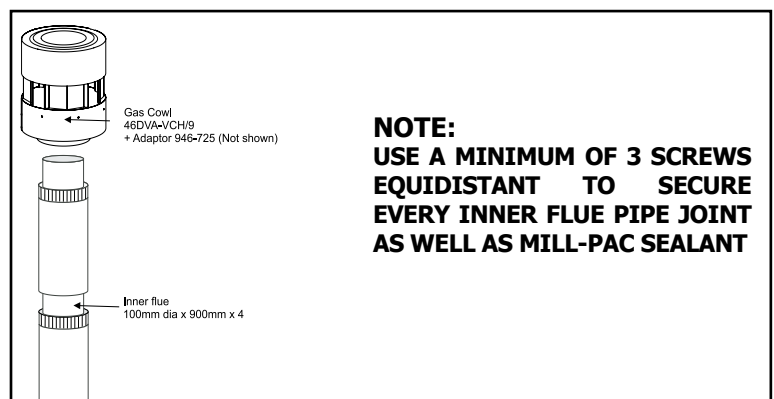 Gas Cowl
46DVA-VCH/9
+ Adaptor 946-725 (Not shown)
NOTE:
USE A MINIMUM OF 3 SCREWS
EQUIDISTANT TO SECURE
EVERY INNER FLUE PIPE JOINT
AS WELL AS MILL-PAC SEALANT
Inner flue
100mm dia x 900mm x 4